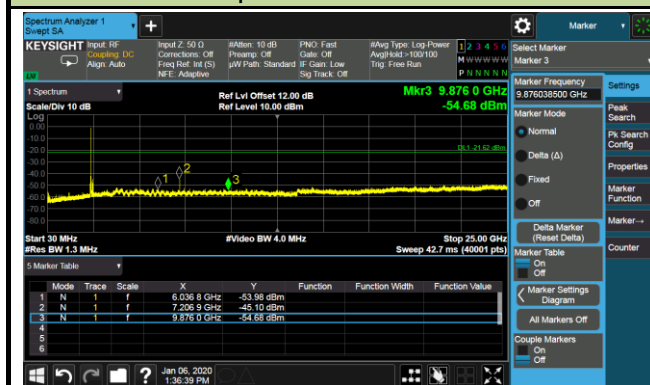 Spectrum Analyzer 1
Swept SA
+
Marker
KEYSIGHT Input: RF Input Z: 50 Ω #Atten: 10 dB PNO: Fast #Avg Type: Log-Power 1 2 3 4 5 6
Coupling: DC Corrections: Off Preamp: Off Gate: Off Avg|Hold:>100/100 M W W W W W
Align: Auto Freq Ref: Int (S) µW Path: Standard IF Gain: Low Trig: Free Run
NFE: Adaptive Sig Track: Off P N N N N N
Select Marker
Marker 3
1 Spectrum Ref Lvl Offset 12.00 dB Mkr3 9.876 0 GHz
Scale/Div 10 dB Ref Level 10.00 dBm -54.68 dBm
Log
0.00
-10.0
-20.0
-30.0
-40.0
-50.0
-60.0
-70.0
-80.0
DL1 -21.62 dBm
1
2
3
Start 30 MHz #Video BW 4.0 MHz Stop 25.00 GHz
#Res BW 1.3 MHz Sweep 42.7 ms (40001 pts)
5 Marker Table
Mode Trace Scale X Y Function Function Width Function Value
1 N 1 f 6.036 8 GHz -53.98 dBm
2 N 1 f 7.206 9 GHz -45.10 dBm
3 N 1 f 9.876 0 GHz -54.68 dBm
4
5
6
Jan 06, 2020
1:36:39 PM
Marker Frequency
9.876038500 GHz
Marker Mode
Normal
Delta (Δ)
Fixed
Off
Delta Marker
(Reset Delta)
Marker Table
On
Off
Marker Settings
Diagram
All Markers Off
Couple Markers
On
Off
Settings
Peak
Search
Pk Search
Config
Properties
Marker
Function
Marker→
Counter